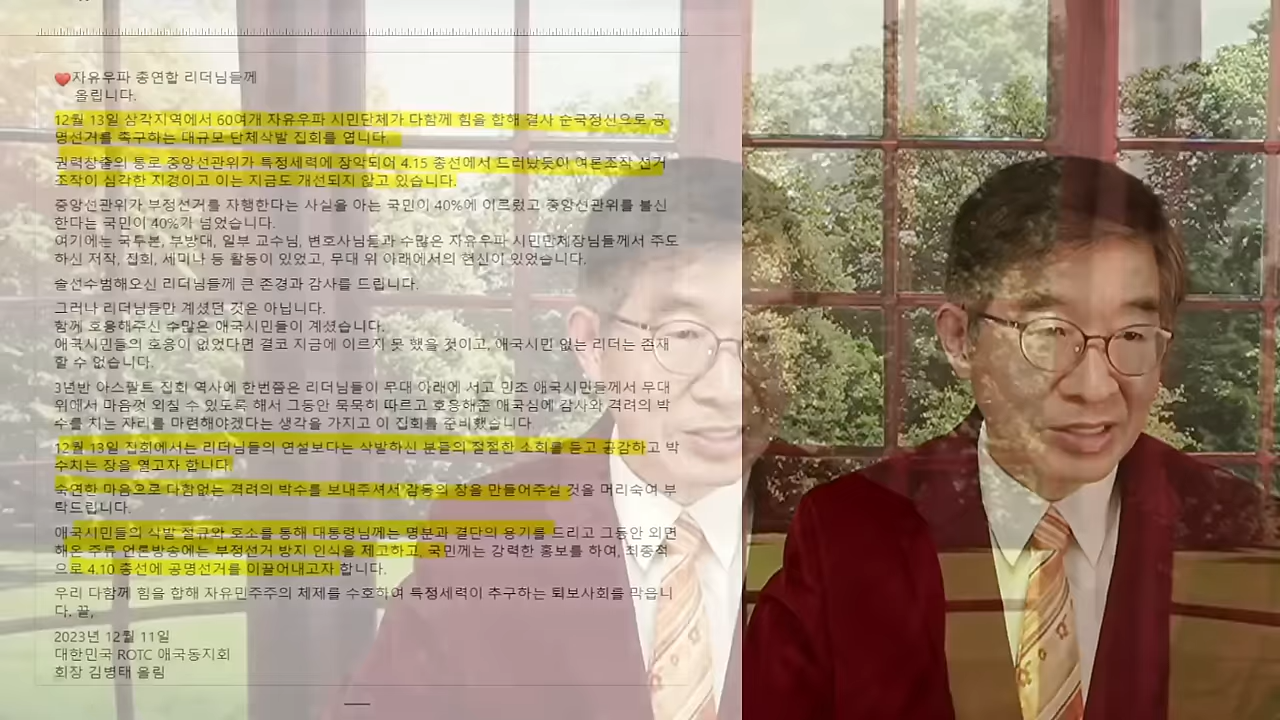 ❤자유우파 총연합 리더님들께
올립니다.
12월 13일 삼각지역에서 60여개 자유우파 시민단체가 다함께 힘을 합해 결사 순국정신으로 공
명선거를 촉구하는 대규모 단체삭발 집회를 엽니다.
권력창출의 통로 중앙선관위가 특정세력에 장악되어 4.15 총선에서 드러났듯이 여론조작 선거
조작이 심각한 지경이고 이는 지금도 개선되지 않고 있습니다.
중앙선관위가 부정선거를 자행한다는 사실을 아는 국민이 40%에 이르렀고 중앙선관위를 불신
한다는 국민이 40%가 넘었습니다.
여기에는 국투본, 부방대, 일부 교수님, 변호사님들과 수많은 자유우파 시민단체장님들께서 주도
하신 저작, 집회, 세미나 등 활동이 있었고, 무대 위 아래에서의 헌신이 있었습니다.
솔선수범해오신 리더님들께 큰 존경과 감사를 드립니다.
그러나 리더님들만 계셨던 것은 아닙니다.
함께 호응해주신 수많은 애국시민들이 계셨습니다.
애국시민들의 호응이 없었다면 결코 지금에 이르지 못 했을 것이고, 애국시민 없는 리더는 존재
할 수 없습니다.
3년반 아스팔트 집회 역사에 한번쯤은 리더님들이 무대 아래에 서고 민초 애국시민들께서 무대
위에서 마음껏 외칠 수 있도록 해서 그동안 묵묵히 따르고 호응해준 애국심에 감사와 격려의 박
수를 치는 자리를 마련해야겠다는 생각을 가지고 이 집회를 준비했습니다.
12월 13일 집회에서는 리더님들의 연설보다는 삭발하신 분들의 절절한 소회를 듣고 공감하고 박
수치는 장을 열고자 합니다.
숙연한 마음으로 다함없는 격려의 박수를 보내주셔서 감동의 장을 만들어주실 것을 머리숙여 부
탁드립니다.
애국시민들의 삭발 절규와 호소를 통해 대통령님께는 명분과 결단의 용기를 드리고 그동안 외면
해온 주류 언론방송에는 부정선거 방지 인식을 제고하고, 국민께는 강력한 홍보를 하여, 최종적
으로 4.10 총선에 공명선거를 이끌어내고자 합니다.
우리 다함께 힘을 합해 자유민주주의 체제를 수호하여 특정세력이 추구하는 퇴보사회를 막읍니
다. 끝,
2023년 12월 11일
대한민국 ROTC 애국동지회
회장 김병태 올림